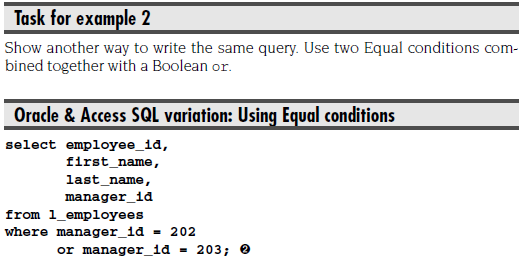 Task for example 2
Show another way to write the same query. Use two Equal conditions com-
bined together with a Boolean or.
Oracle & Access SQL variation: Using Equal conditions
select employee_id,
       first_name,
       last_name,
       manager_id
from l_employees
where manager_id = 202
      or manager_id = 203; ❷